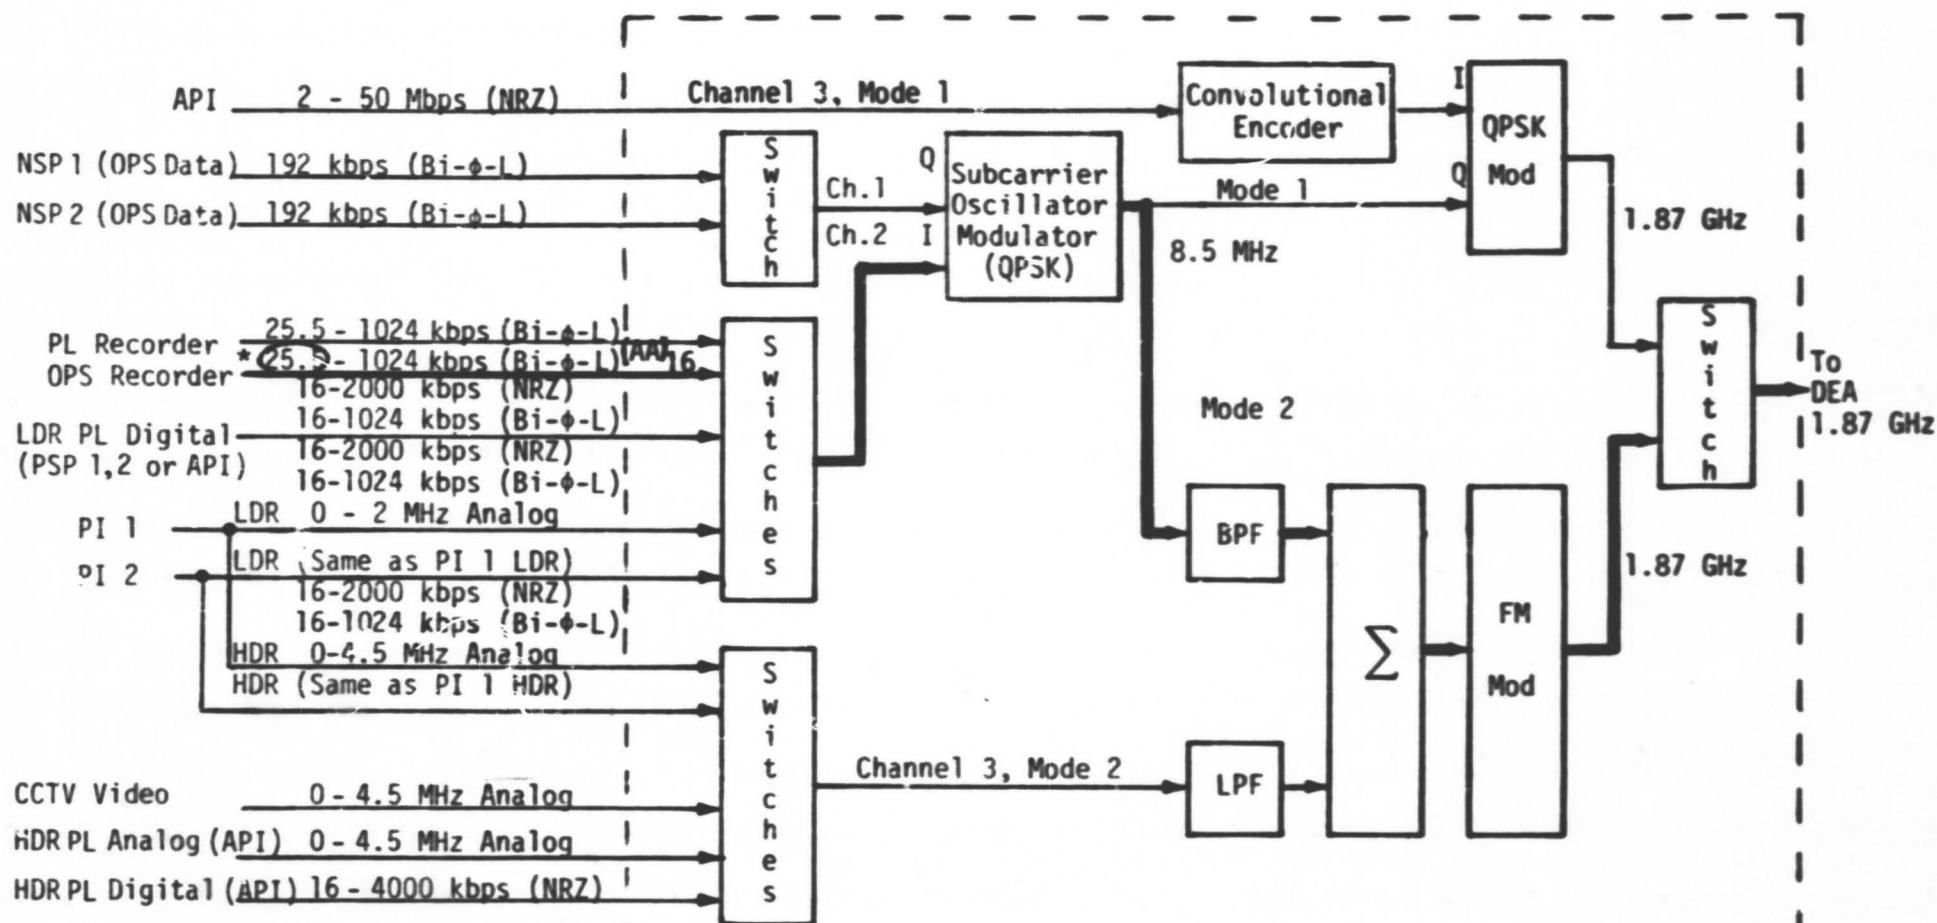 API 2 - 50 Mbps (NRZ) Channel 3, Mode 1
Convolutional Encoder
I
QPSK Mod
Q
NSP 1 (OPS Data) 192 kbps (Bi-ϕ-L)
NSP 2 (OPS Data) 192 kbps (Bi-ϕ-L)
Switch
Ch.1
Q
Ch.2
I
Subcarrier Oscillator Modulator (QPSK)
Mode 1
8.5 MHz
1.87 GHz
PL Recorder 25.5 - 1024 kbps (Bi-ϕ-L)
* 25.5 - 1024 kbps (Bi-ϕ-L) (AA) 16
OPS Recorder
16-2000 kbps (NRZ)
16-1024 kbps (Bi-ϕ-L)
LDR PL Digital
(PSP 1,2 or API)
16-2000 kbps (NRZ)
16-1024 kbps (Bi-ϕ-L)
PI 1 LDR 0 - 2 MHz Analog
PI 2 LDR (Same as PI 1 LDR)
16-2000 kbps (NRZ)
16-1024 kbps (Bi-ϕ-L)
Switches
HDR 0-4.5 MHz Analog
HDR (Same as PI 1 HDR)
CCTV Video 0 - 4.5 MHz Analog
HDR PL Analog (API) 0 - 4.5 MHz Analog
HDR PL Digital (API) 16 - 4000 kbps (NRZ)
Switches
Channel 3, Mode 2
Mode 2
BPF
LPF
Σ
FM Mod
1.87 GHz
Switch
To
DEA
1.87 GHz